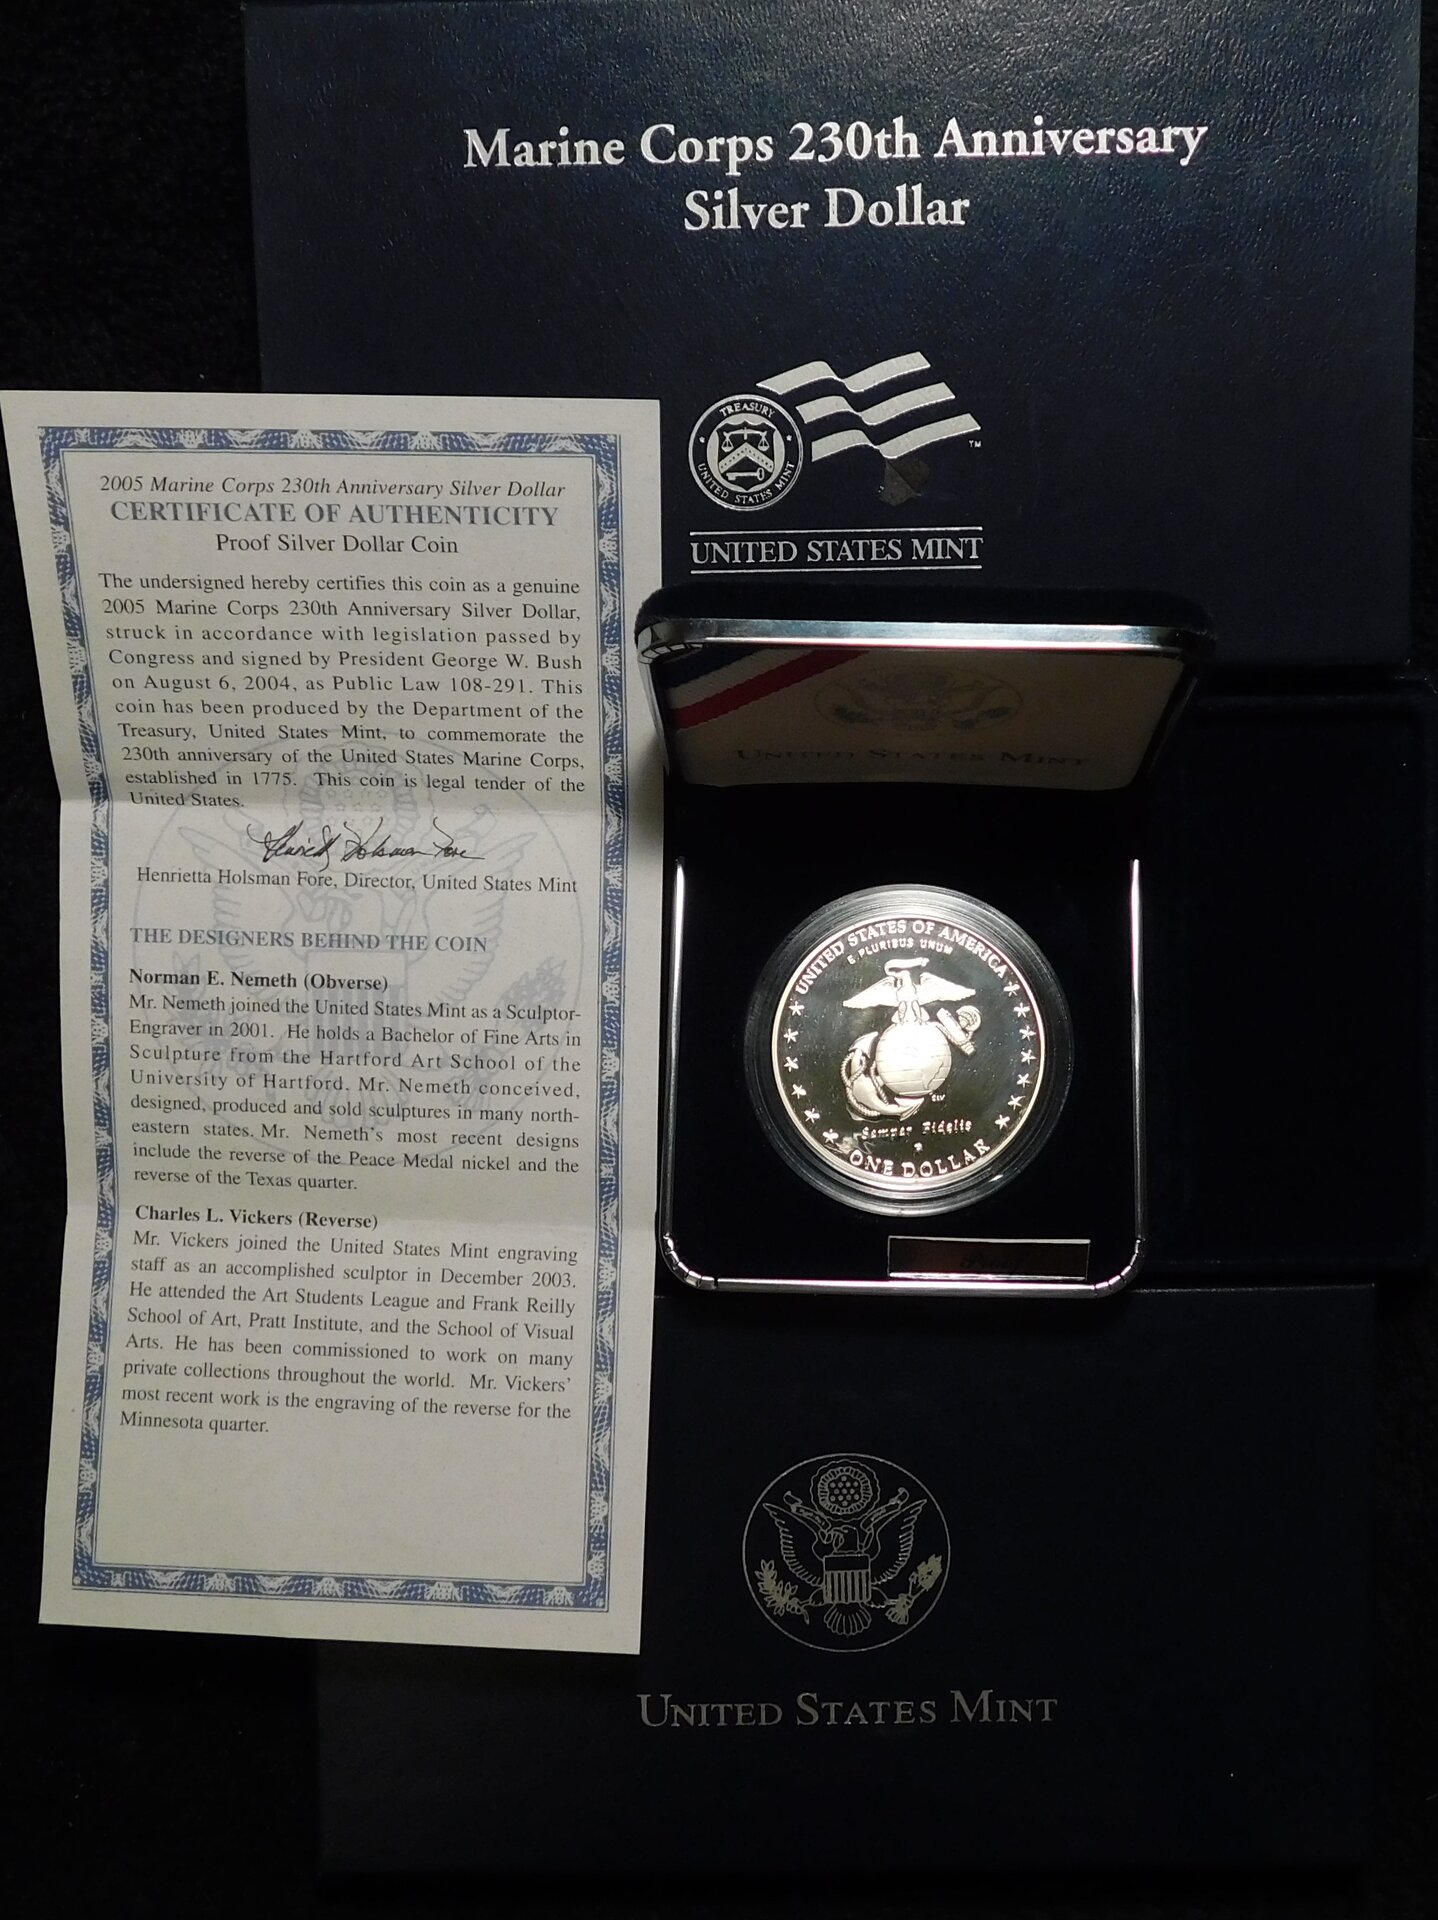 Marine Corps 230th Anniversary
Silver Dollar
TREASURY
UNITED STATES MINT
TM
UNITED STATES MINT
2005 Marine Corps 230th Anniversary Silver Dollar
CERTIFICATE OF AUTHENTICITY
Proof Silver Dollar Coin
The undersigned hereby certifies this coin as a genuine
2005 Marine Corps 230th Anniversary Silver Dollar,
struck in accordance with legislation passed by
Congress and signed by President George W. Bush
on August 6, 2004, as Public Law 108-291. This
coin has been produced by the Department of the
Treasury, United States Mint, to commemorate the
230th anniversary of the United States Marine Corps,
established in 1775. This coin is legal tender of the
United States.
Henrietta Holsman Fore
Henrietta Holsman Fore, Director, United States Mint
THE DESIGNERS BEHIND THE COIN
Norman E. Nemeth (Obverse)
Mr. Nemeth joined the United States Mint as a Sculptor-
Engraver in 2001. He holds a Bachelor of Fine Arts in
Sculpture from the Hartford Art School of the
University of Hartford. Mr. Nemeth conceived,
designed, produced and sold sculptures in many north-
eastern states. Mr. Nemeth's most recent designs
include the reverse of the Peace Medal nickel and the
reverse of the Texas quarter.
Charles L. Vickers (Reverse)
Mr. Vickers joined the United States Mint engraving
staff as an accomplished sculptor in December 2003.
He attended the Art Students League and Frank Reilly
School of Art, Pratt Institute, and the School of Visual
Arts. He has been commissioned to work on many
private collections throughout the world. Mr. Vickers'
most recent work is the engraving of the reverse for the
Minnesota quarter.
UNITED STATES MINT
UNITED STATES OF AMERICA
E PLURIBUS UNUM
CLV
Semper Fidelis
P
ONE DOLLAR
UNITED STATES MINT